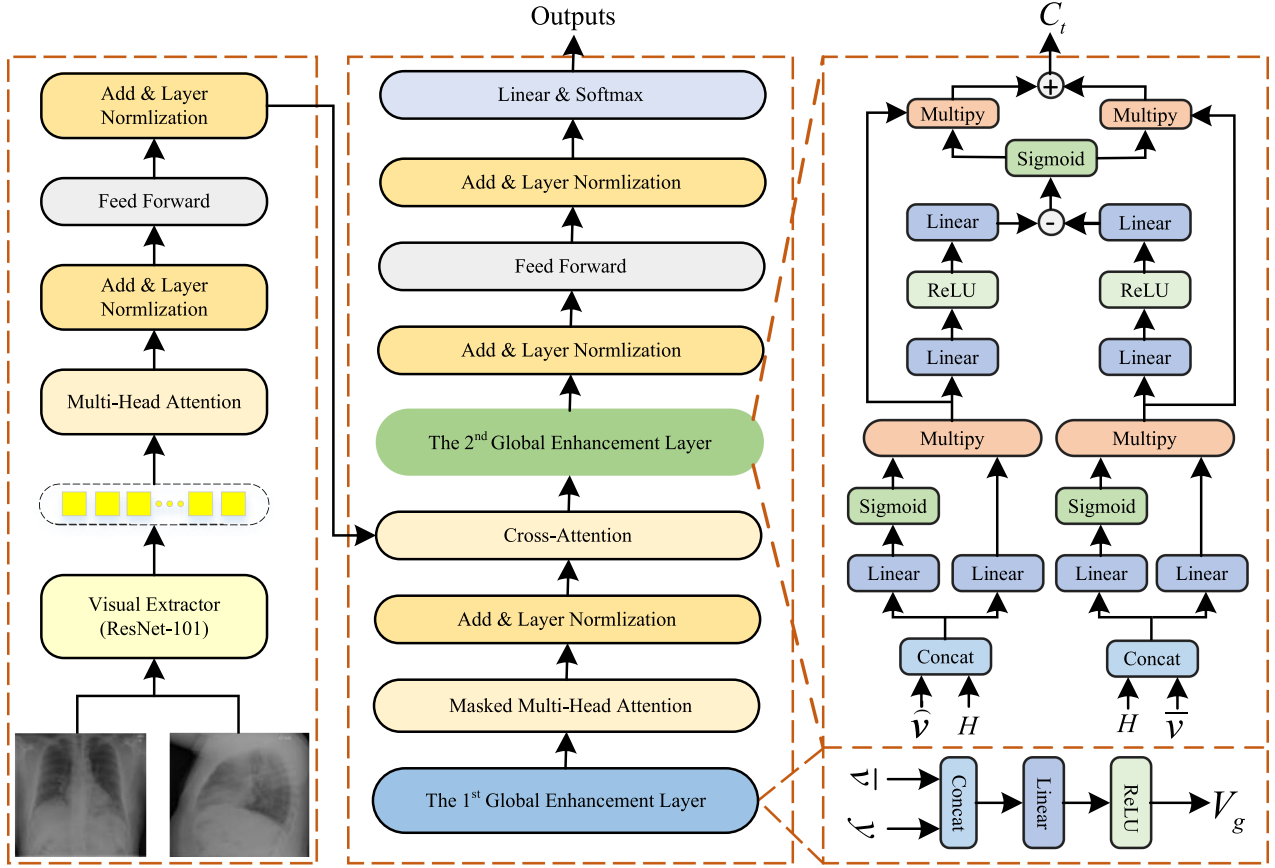 Outputs
C_t
Add & Layer
Normlization
Feed Forward
Add & Layer
Normlization
Multi-Head Attention
Visual Extractor
(ResNet-101)
Linear & Softmax
Add & Layer Normlization
Feed Forward
Add & Layer Normlization
The 2nd Global Enhancement Layer
Cross-Attention
Add & Layer Normlization
Masked Multi-Head Attention
The 1st Global Enhancement Layer
+
Multipy
Multipy
Sigmoid
Linear
-
Linear
ReLU
ReLU
Linear
Linear
Multipy
Multipy
Sigmoid
Sigmoid
Linear
Linear
Linear
Linear
Concat
Concat
v̂
H
H
v̅
v̅
y
Concat
Linear
ReLU
V_g